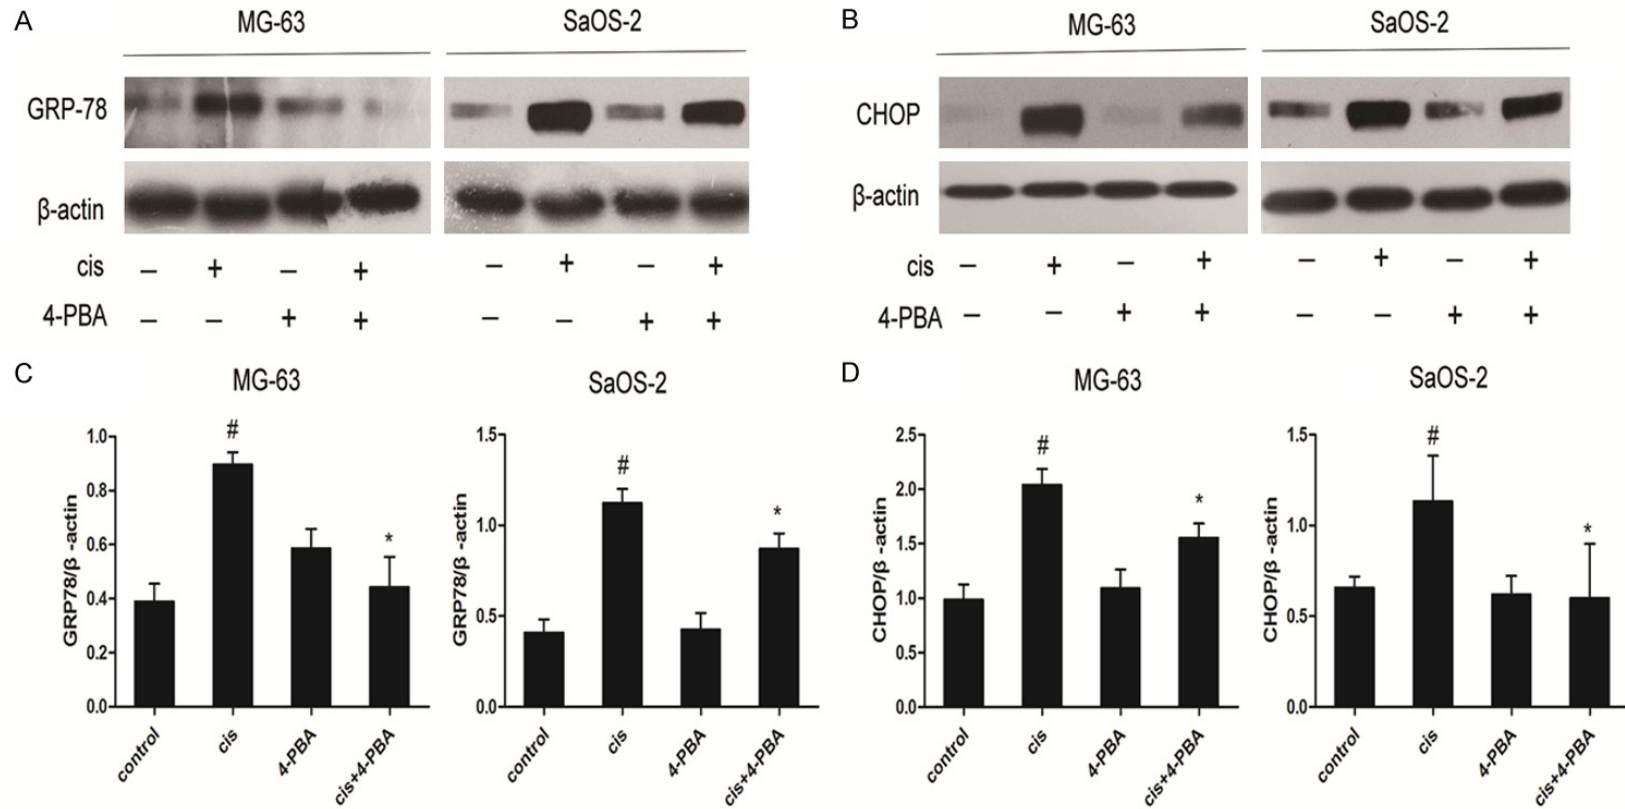 A
MG-63
SaOS-2
GRP-78
β-actin
cis
– + – + – + – +
4-PBA
– – + + – – + +
B
MG-63
SaOS-2
CHOP
β-actin
cis
– + – + – + – +
4-PBA
– – + + – – + +
C
MG-63
#
*
1.0
0.8
0.6
0.4
0.2
0.0
GRP78/β -actin
control
cis
4-PBA
cis+4-PBA
SaOS-2
#
*
1.5
1.0
0.5
0.0
GRP78/β -actin
control
cis
4-PBA
cis+4-PBA
D
MG-63
#
*
2.5
2.0
1.5
1.0
0.5
0.0
CHOP/β -actin
control
cis
4-PBA
cis+4-PBA
SaOS-2
#
*
1.5
1.0
0.5
0.0
CHOP/β -actin
control
cis
4-PBA
cis+4-PBA